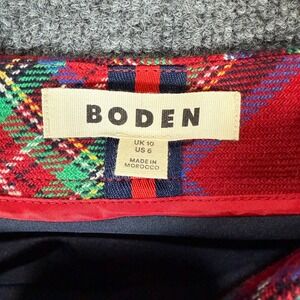 BODEN
UK 10
US 6
MADE IN
MOROCCO